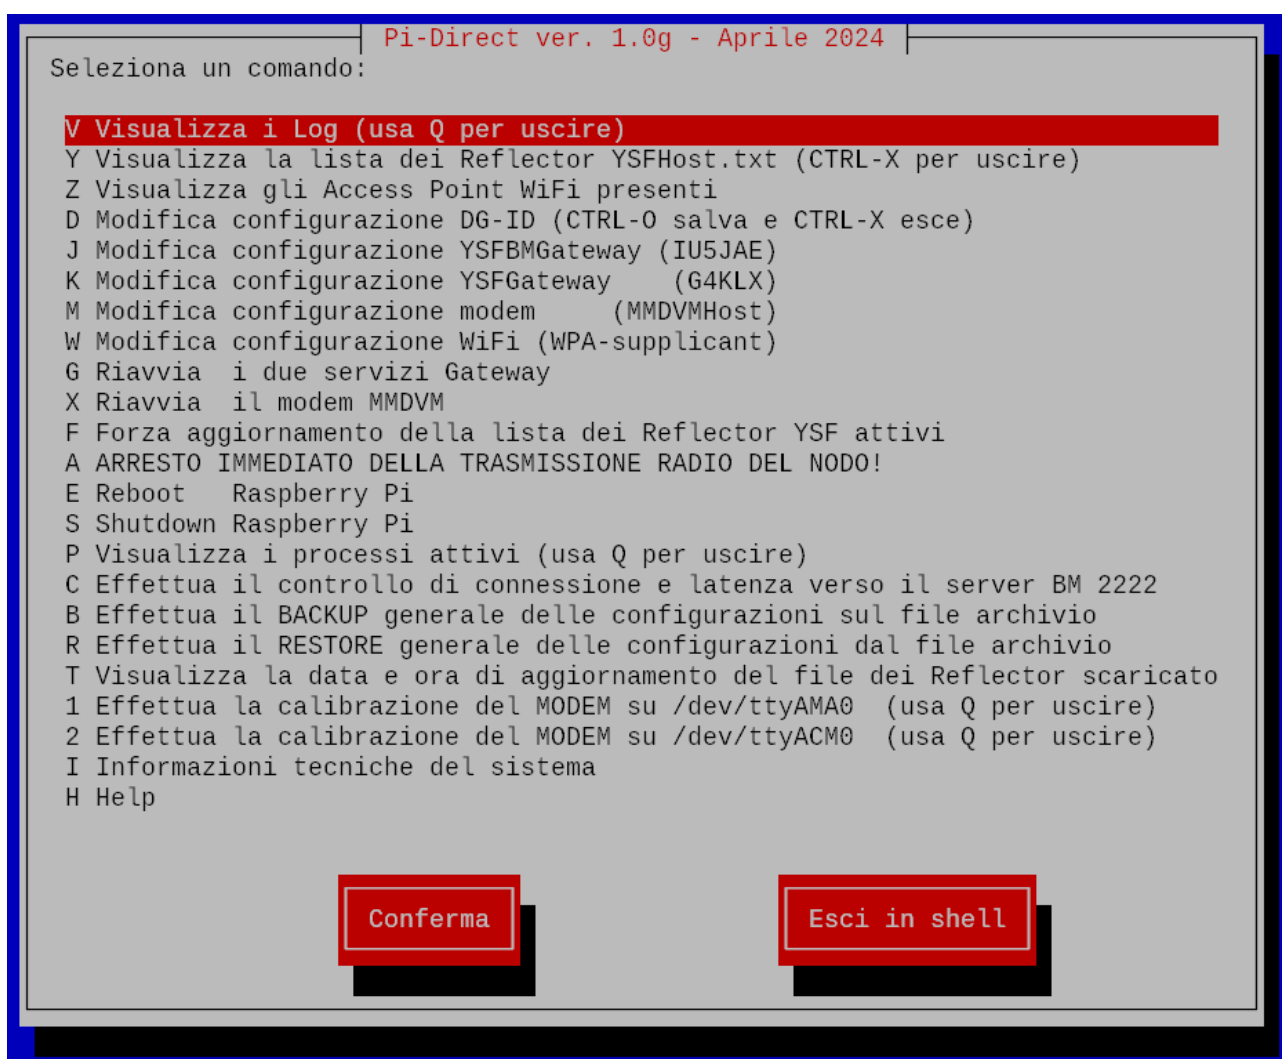 Pi-Direct ver. 1.0g - Aprile 2024
Seleziona un comando:
V Visualizza i Log (usa Q per uscire)
Y Visualizza la lista dei Reflector YSFHost.txt (CTRL-X per uscire)
Z Visualizza gli Access Point WiFi presenti
D Modifica configurazione DG-ID (CTRL-O salva e CTRL-X esce)
J Modifica configurazione YSFBMGateway (IU5JAE)
K Modifica configurazione YSFGateway    (G4KLX)
M Modifica configurazione modem     (MMDVMHost)
W Modifica configurazione WiFi (WPA-supplicant)
G Riavvia  i due servizi Gateway
X Riavvia  il modem MMDVM
F Forza aggiornamento della lista dei Reflector YSF attivi
A ARRESTO IMMEDIATO DELLA TRASMISSIONE RADIO DEL NODO!
E Reboot   Raspberry Pi
S Shutdown Raspberry Pi
P Visualizza i processi attivi (usa Q per uscire)
C Effettua il controllo di connessione e latenza verso il server BM 2222
B Effettua il BACKUP generale delle configurazioni sul file archivio
R Effettua il RESTORE generale delle configurazioni dal file archivio
T Visualizza la data e ora di aggiornamento del file dei Reflector scaricato
1 Effettua la calibrazione del MODEM su /dev/ttyAMA0  (usa Q per uscire)
2 Effettua la calibrazione del MODEM su /dev/ttyACM0  (usa Q per uscire)
I Informazioni tecniche del sistema
H Help
Conferma
Esci in shell